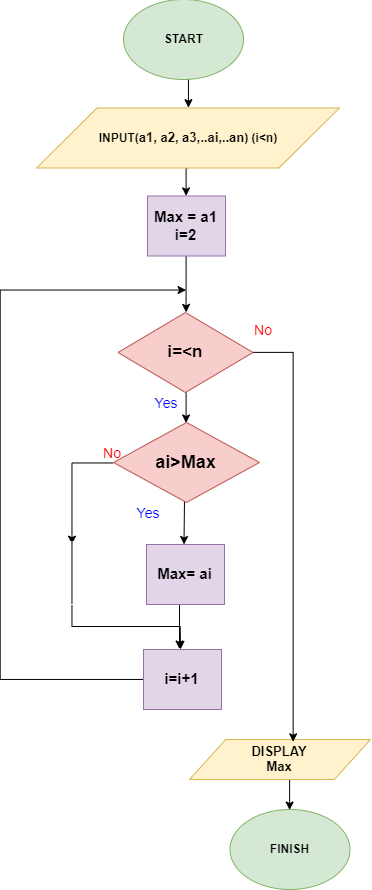 START
INPUT(a1, a2, a3,..ai,..an) (i<n)
Max = a1
i=2
i=<n
No
Yes
ai>Max
No
Yes
Max= ai
i=i+1
DISPLAY
Max
FINISH